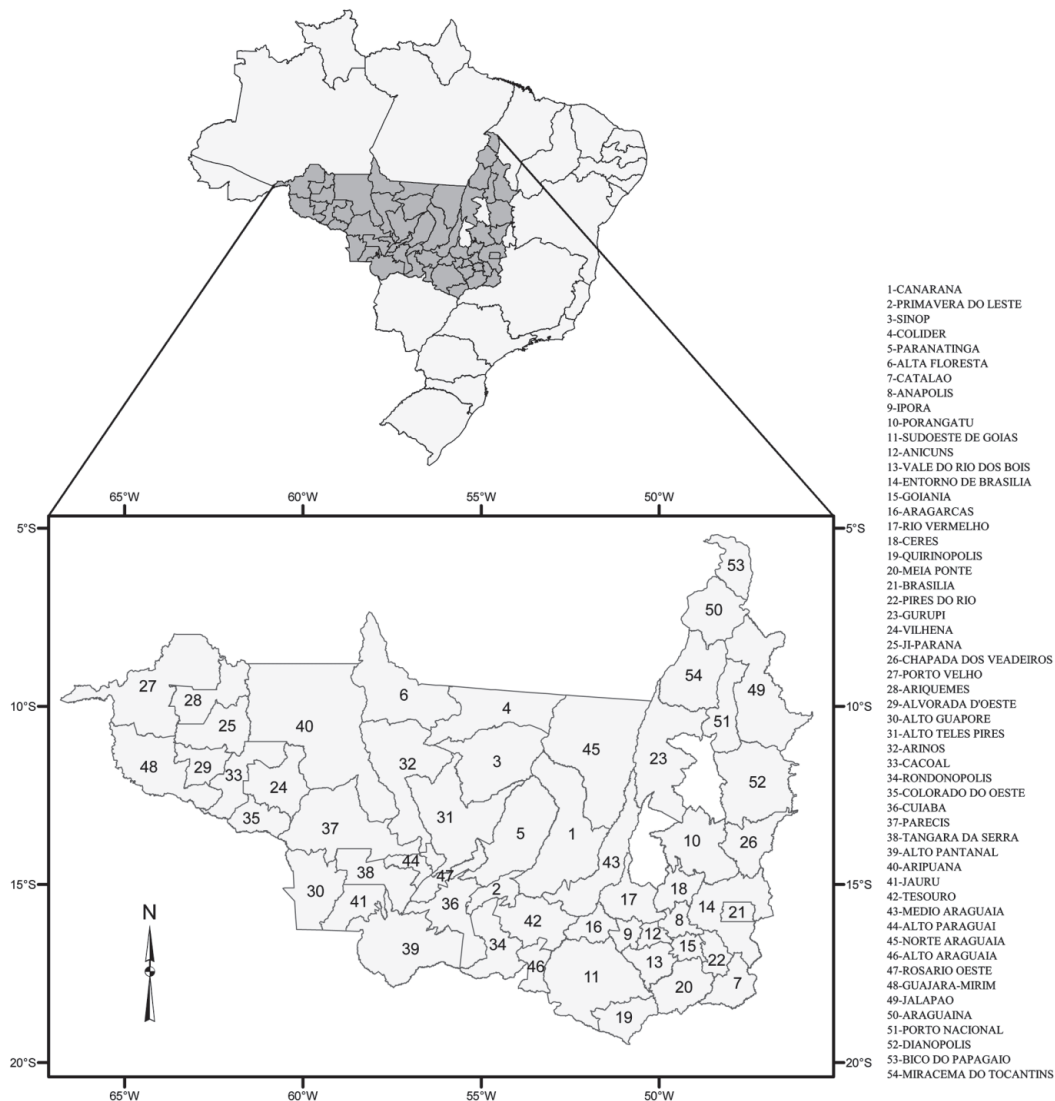 1-CANARANA
2-PRIMAVERA DO LESTE
3-SINOP
4-COLIDER
5-PARANATINGA
6-ALTA FLORESTA
7-CATALAO
8-ANAPOLIS
9-IPORA
10-PORANGATU
11-SUDOESTE DE GOIAS
12-ANICUNS
13-VALE DO RIO DOS BOIS
14-ENTORNO DE BRASILIA
15-GOIANIA
16-ARAGARCAS
17-RIO VERMELHO
18-CERES
19-QUIRINOPOLIS
20-MEIA PONTE
21-BRASILIA
22-PIRES DO RIO
23-GURUPI
24-VILHENA
25-JI-PARANA
26-CHAPADA DOS VEADEIROS
27-PORTO VELHO
28-ARIQUEMES
29-ALVORADA D'OESTE
30-ALTO GUAPORE
31-ALTO TELES PIRES
32-ARINOS
33-CACOAL
34-RONDONOPOLIS
35-COLORADO DO OESTE
36-CUIABA
37-PARECIS
38-TANGARA DA SERRA
39-ALTO PANTANAL
40-ARIPUANA
41-JAURU
42-TESOURO
43-MEDIO ARAGUAIA
44-ALTO PARAGUAI
45-NORTE ARAGUAIA
46-ALTO ARAGUAIA
47-ROSARIO OESTE
48-GUAJARA-MIRIM
49-JALAPAO
50-ARAGUAINA
51-PORTO NACIONAL
52-DIANOPOLIS
53-BICO DO PAPAGAIO
54-MIRACEMA DO TOCANTINS
65°W 60°W 55°W 50°W
5°S 5°S
53
50
54
27 6 49
28 4
10°S 10°S
51
25 40
45
23
32 3
48 29 33
52
24
31
35
37 5 1
10 26
44 43
38 47
15°S 15°S
30 2 18
41 17
36 14 21
42 8
16 9 12
39 34 15
46 13 22
11 7
20
19
N
20°S 20°S
65°W 60°W 55°W 50°W